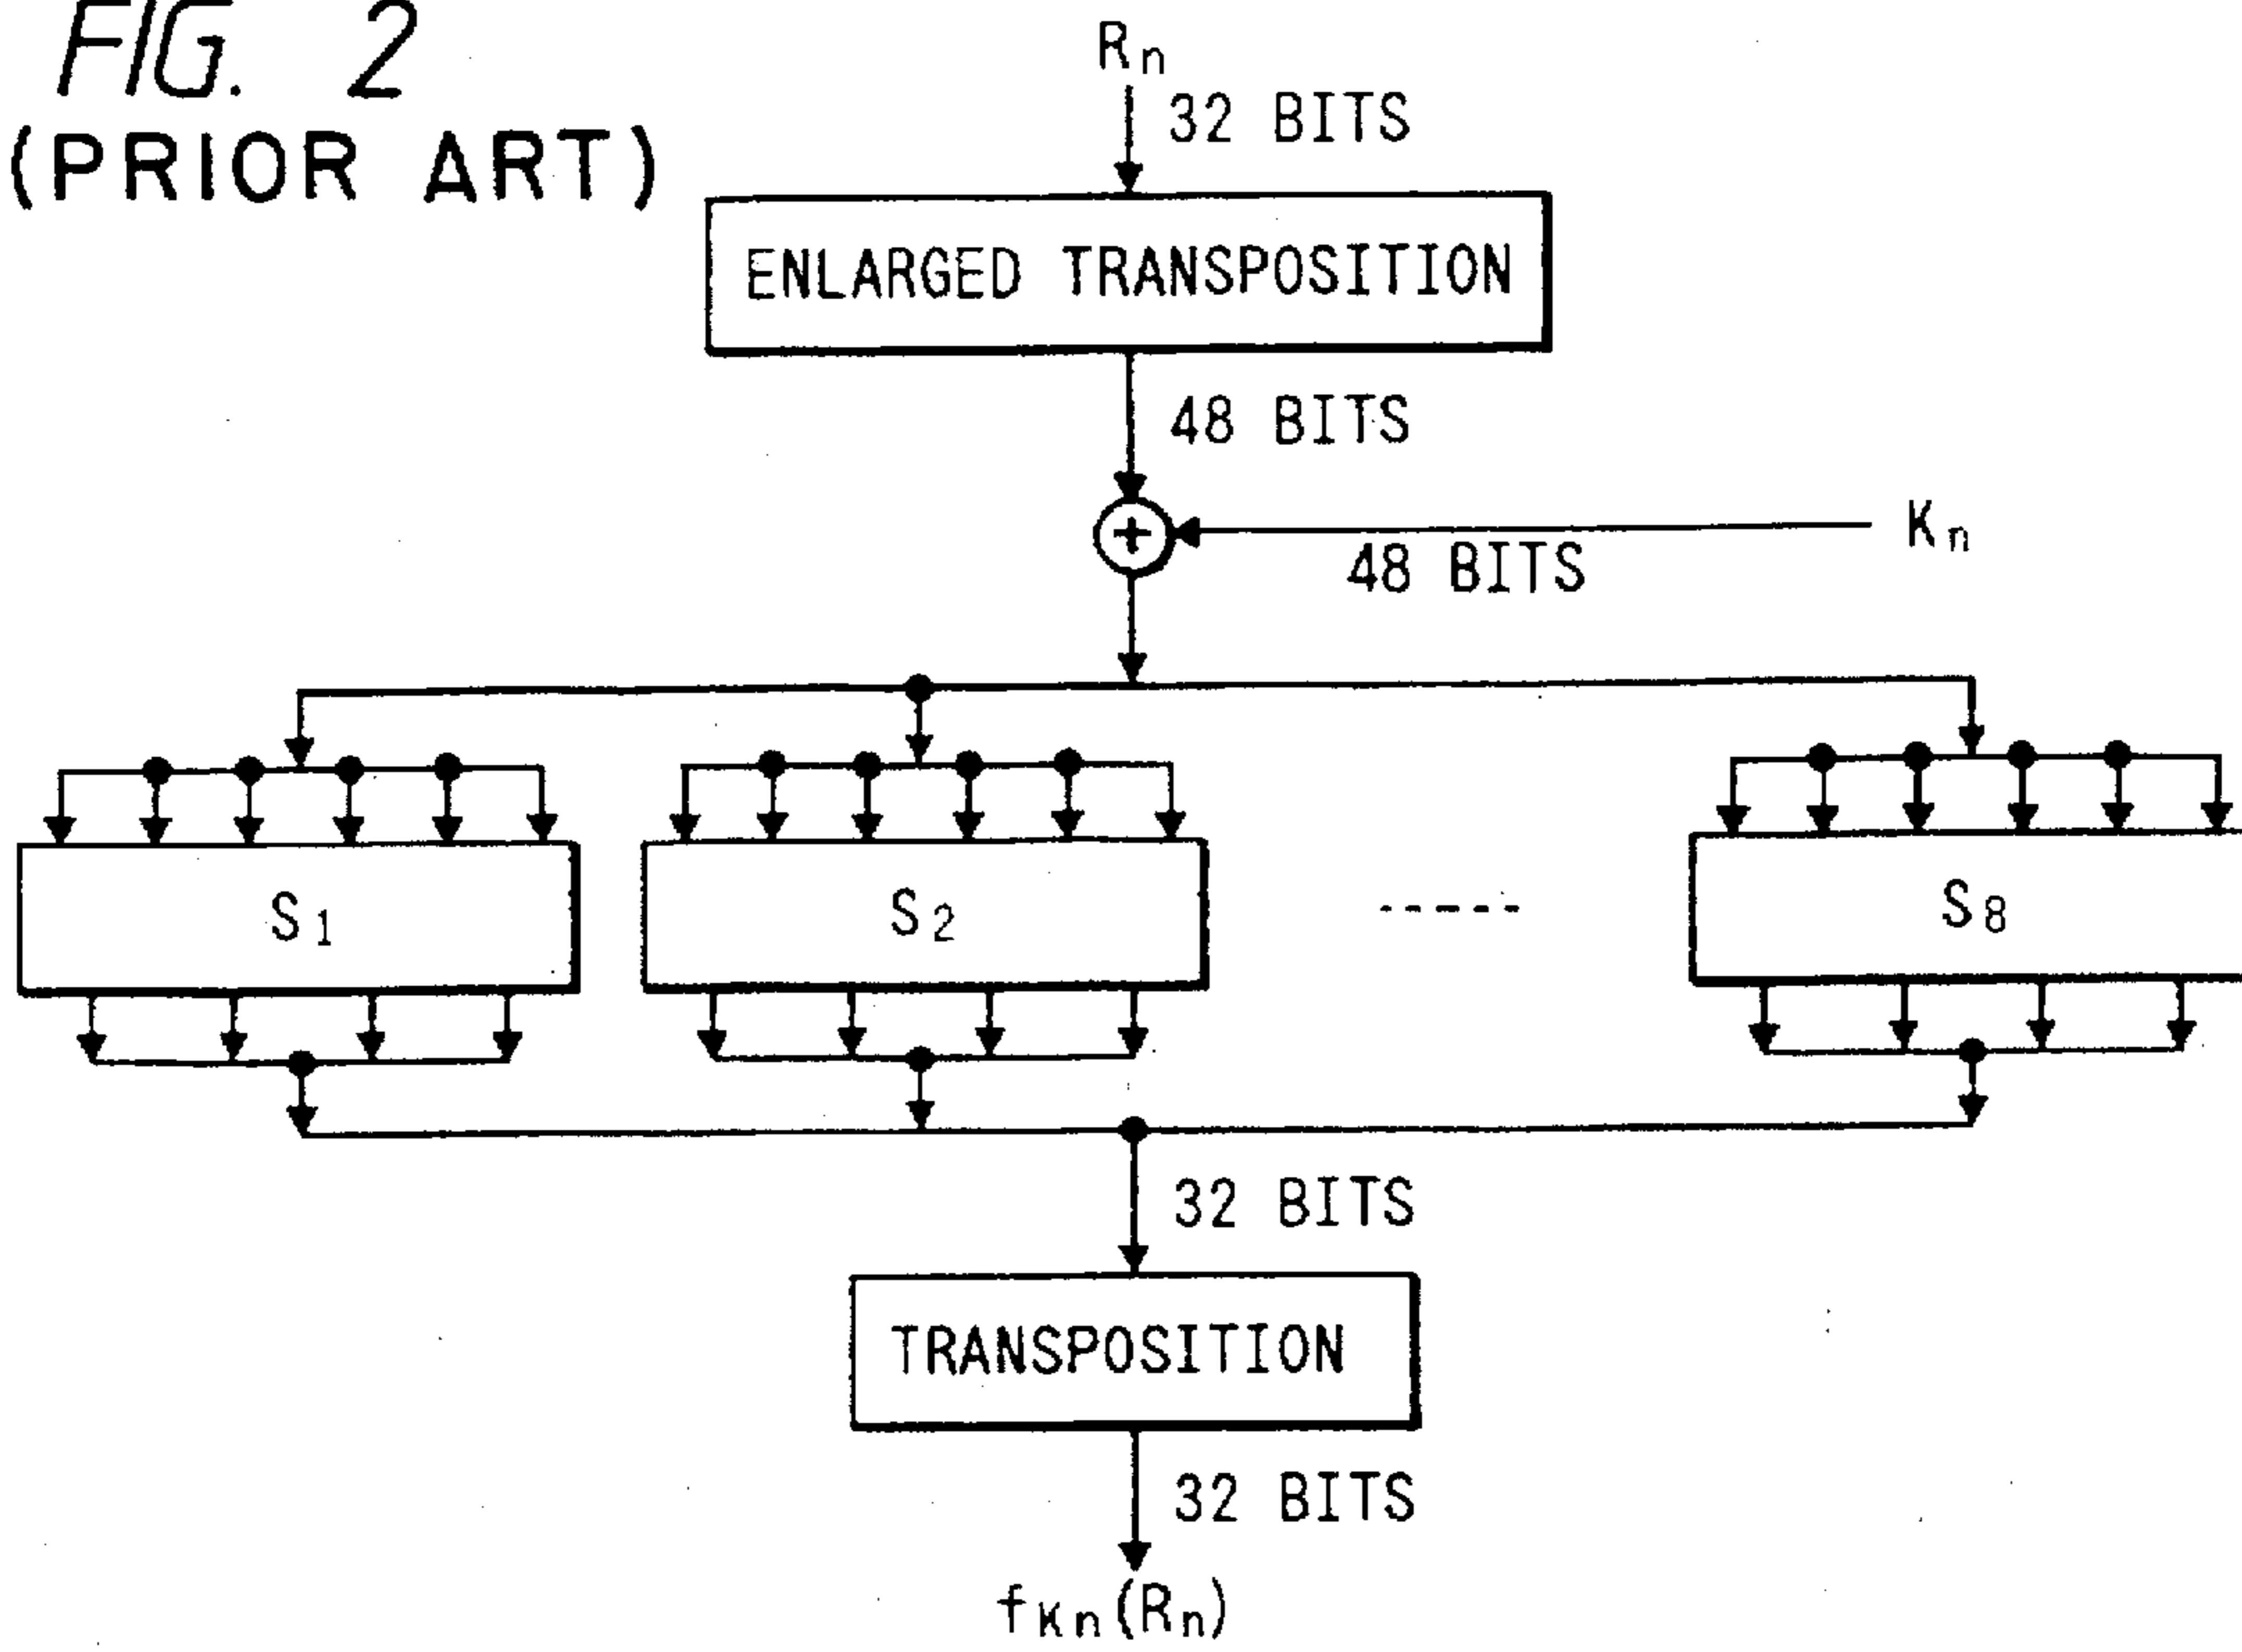 FIG. 2
(PRIOR ART)
Rn
32 BITS
ENLARGED TRANSPOSITION
48 BITS
Kn
48 BITS
S1
S2
-----
S8
32 BITS
TRANSPOSITION
32 BITS
fKn(Rn)